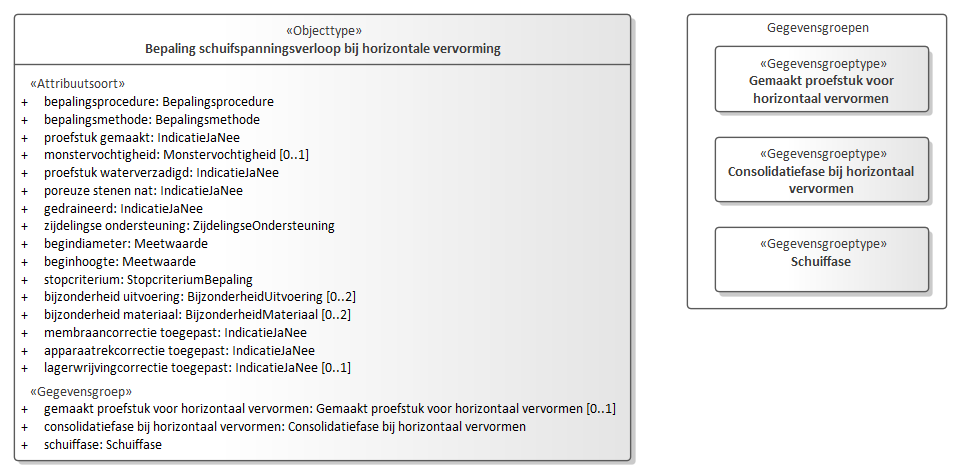 «Objecttype»
Bepaling schuifspanningsverloop bij horizontale vervorming
«Attribuutsoort»
+ bepalingsprocedure: Bepalingsprocedure
+ bepalingsmethode: Bepalingsmethode
+ proefstuk gemaakt: IndicatieJaNee
+ monstervochtigheid: Monstervochtigheid [0..1]
+ proefstuk waterverzadigd: IndicatieJaNee
+ poreuze stenen nat: IndicatieJaNee
+ gedraineerd: IndicatieJaNee
+ zijdelingse ondersteuning: ZijdelingseOndersteuning
+ begindiameter: Meetwaarde
+ beginhoogte: Meetwaarde
+ stopcriterium: StopcriteriumBepaling
+ bijzonderheid uitvoering: BijzonderheidUitvoering [0..2]
+ bijzonderheid materiaal: BijzonderheidMateriaal [0..2]
+ membraancorrectie toegepast: IndicatieJaNee
+ apparaatrekcorrectie toegepast: IndicatieJaNee
+ lagerwrijvingcorrectie toegepast: IndicatieJaNee [0..1]
«Gegevensgroep»
+ gemaakt proefstuk voor horizontaal vervormen: Gemaakt proefstuk voor horizontaal vervormen [0..1]
+ consolidatiefase bij horizontaal vervormen: Consolidatiefase bij horizontaal vervormen
+ schuiffase: Schuiffase
Gegevensgroepen
«Gegevensgroeptype»
Gemaakt proefstuk voor
horizontaal vervormen
«Gegevensgroeptype»
Consolidatiefase bij horizontaal
vervormen
«Gegevensgroeptype»
Schuiffase